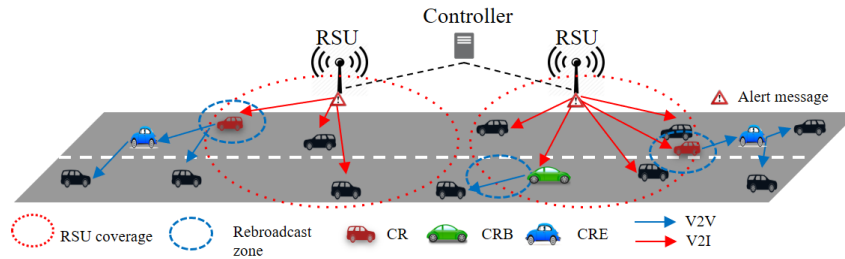 Controller
RSU
RSU
Alert message
RSU coverage
Rebroadcast
zone
CR
CRB
CRE
V2V
V2I